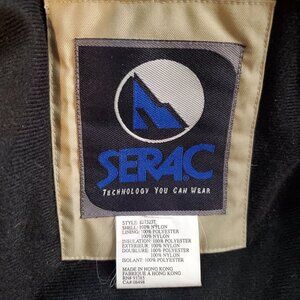 SERAC
TECHNOLOGY YOU CAN WEAR
SHELL: 100% NYLON
LINING: 100% POLYESTER
100% NYLON
INSULATION: 100% POLYESTER
EXTERIEUR: 100% NYLON
DOUBLURE: 100% POLYESTER
100% NYLON
ISOLANT: 100% POLYESTER
MADE IN HONG KONG
FABRIQUE A HONG KONG